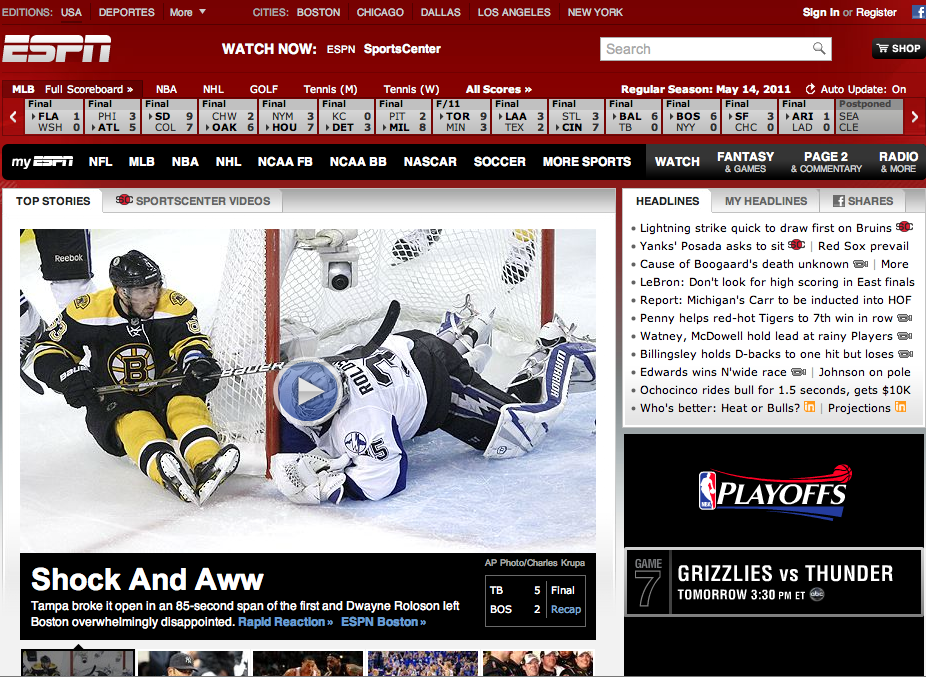 EDITIONS: USA DEPORTES More CITIES: BOSTON CHICAGO DALLAS LOS ANGELES NEW YORK Sign In or Register f
ESPN WATCH NOW: ESPN SportsCenter Search SHOP
MLB Full Scoreboard » NBA NHL GOLF Tennis (M) Tennis (W) All Scores » Regular Season: May 14, 2011 Auto Update: On
Final Final Final Final Final Final Final F/11 Final Final Final Final Final Final Postponed
FLA 1 PHI 3 SD 9 CHW 2 NYM 3 KC 0 PIT 2 TOR 9 LAA 3 STL 3 BAL 6 BOS 6 SF 3 ARI 1 SEA
WSH 0 ATL 5 COL 7 OAK 6 HOU 7 DET 3 MIL 8 MIN 3 TEX 2 CIN 7 TB 0 NYY 0 CHC 0 LAD 0 CLE
my ESPN NFL MLB NBA NHL NCAA FB NCAA BB NASCAR SOCCER MORE SPORTS WATCH FANTASY & GAMES PAGE 2 & COMMENTARY RADIO & MORE
TOP STORIES SC SPORTSCENTER VIDEOS
HEADLINES MY HEADLINES f SHARES
Lightning strike quick to draw first on Bruins SC
Yanks' Posada asks to sit SC | Red Sox prevail
Cause of Boogaard's death unknown | More
LeBron: Don't look for high scoring in East finals
Report: Michigan's Carr to be inducted into HOF
Penny helps red-hot Tigers to 7th win in row
Watney, McDowell hold lead at rainy Players
Billingsley holds D-backs to one hit but loses
Edwards wins N'wide race | Johnson on pole
Ochocinco rides bull for 1.5 seconds, gets $10K
Who's better: Heat or Bulls? in | Projections in
Reebok
B
BAUER
BAUER
ROLOSON
WARRIOR
AP Photo/Charles Krupa
Shock And Aww
Tampa broke it open in an 85-second span of the first and Dwayne Roloson left
Boston overwhelmingly disappointed. Rapid Reaction » ESPN Boston »
TB 5 Final
BOS 2 Recap
NBA PLAYOFFS
GAME 7
GRIZZLIES vs THUNDER
TOMORROW 3:30 PM ET abc